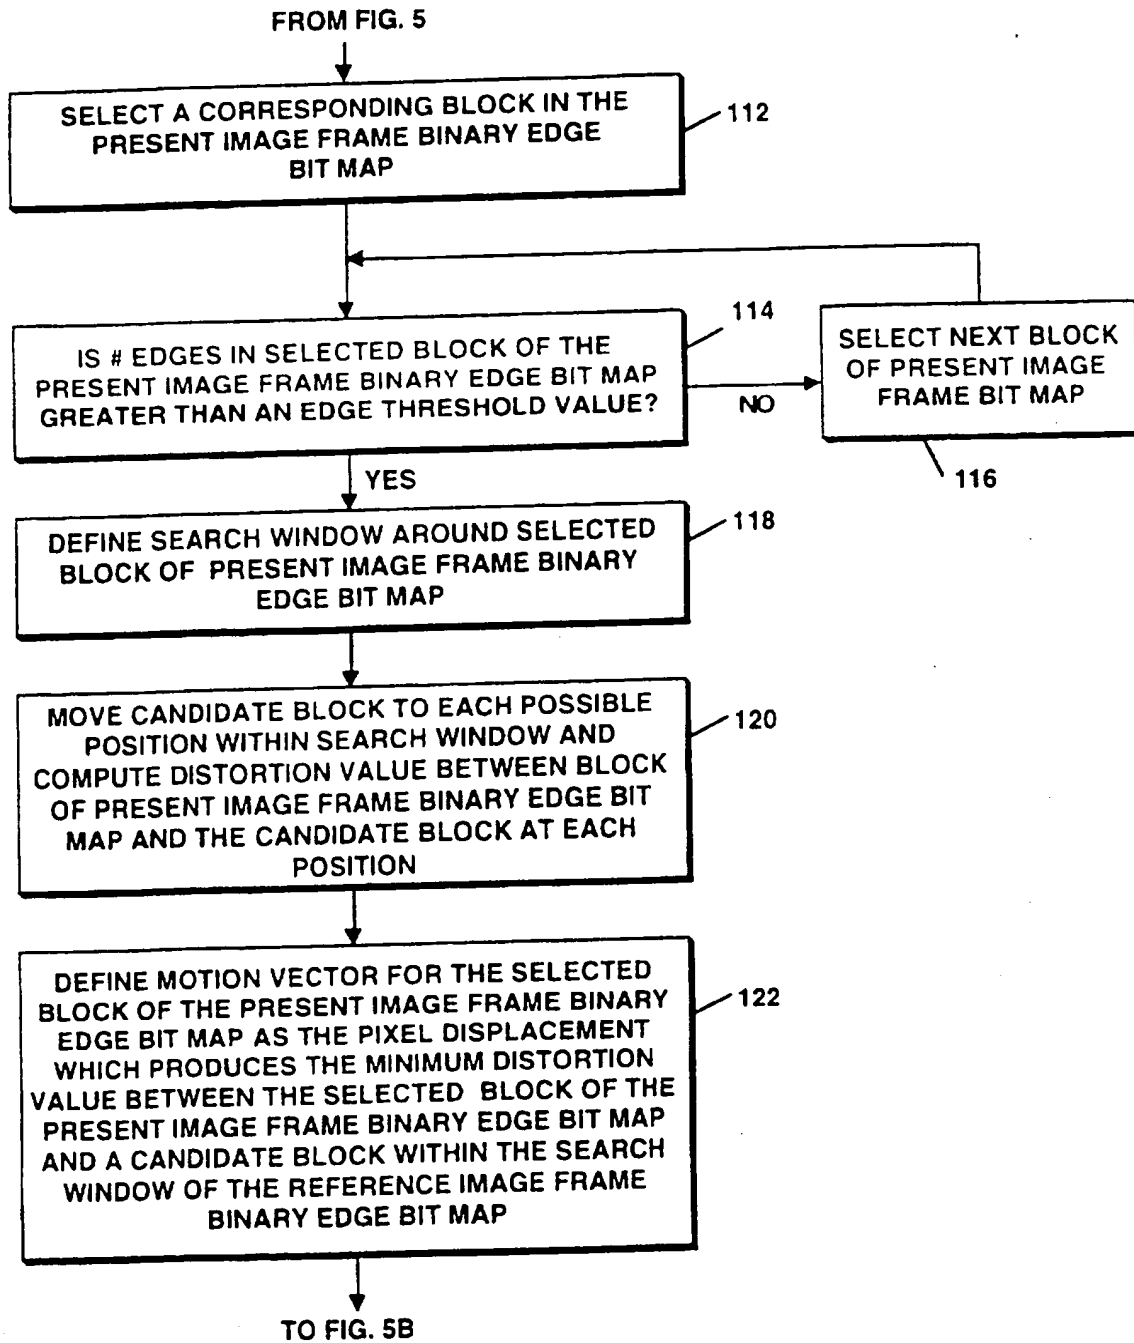 FROM FIG. 5
SELECT A CORRESPONDING BLOCK IN THE
PRESENT IMAGE FRAME BINARY EDGE
BIT MAP
112
114
IS # EDGES IN SELECTED BLOCK OF THE
PRESENT IMAGE FRAME BINARY EDGE BIT MAP
GREATER THAN AN EDGE THRESHOLD VALUE?
NO
SELECT NEXT BLOCK
OF PRESENT IMAGE
FRAME BIT MAP
116
YES
DEFINE SEARCH WINDOW AROUND SELECTED
BLOCK OF PRESENT IMAGE FRAME BINARY
EDGE BIT MAP
118
MOVE CANDIDATE BLOCK TO EACH POSSIBLE
POSITION WITHIN SEARCH WINDOW AND
COMPUTE DISTORTION VALUE BETWEEN BLOCK
OF PRESENT IMAGE FRAME BINARY EDGE BIT
MAP AND THE CANDIDATE BLOCK AT EACH
POSITION
120
DEFINE MOTION VECTOR FOR THE SELECTED
BLOCK OF THE PRESENT IMAGE FRAME BINARY
EDGE BIT MAP AS THE PIXEL DISPLACEMENT
WHICH PRODUCES THE MINIMUM DISTORTION
VALUE BETWEEN THE SELECTED BLOCK OF THE
PRESENT IMAGE FRAME BINARY EDGE BIT MAP
AND A CANDIDATE BLOCK WITHIN THE SEARCH
WINDOW OF THE REFERENCE IMAGE FRAME
BINARY EDGE BIT MAP
122
TO FIG. 5B